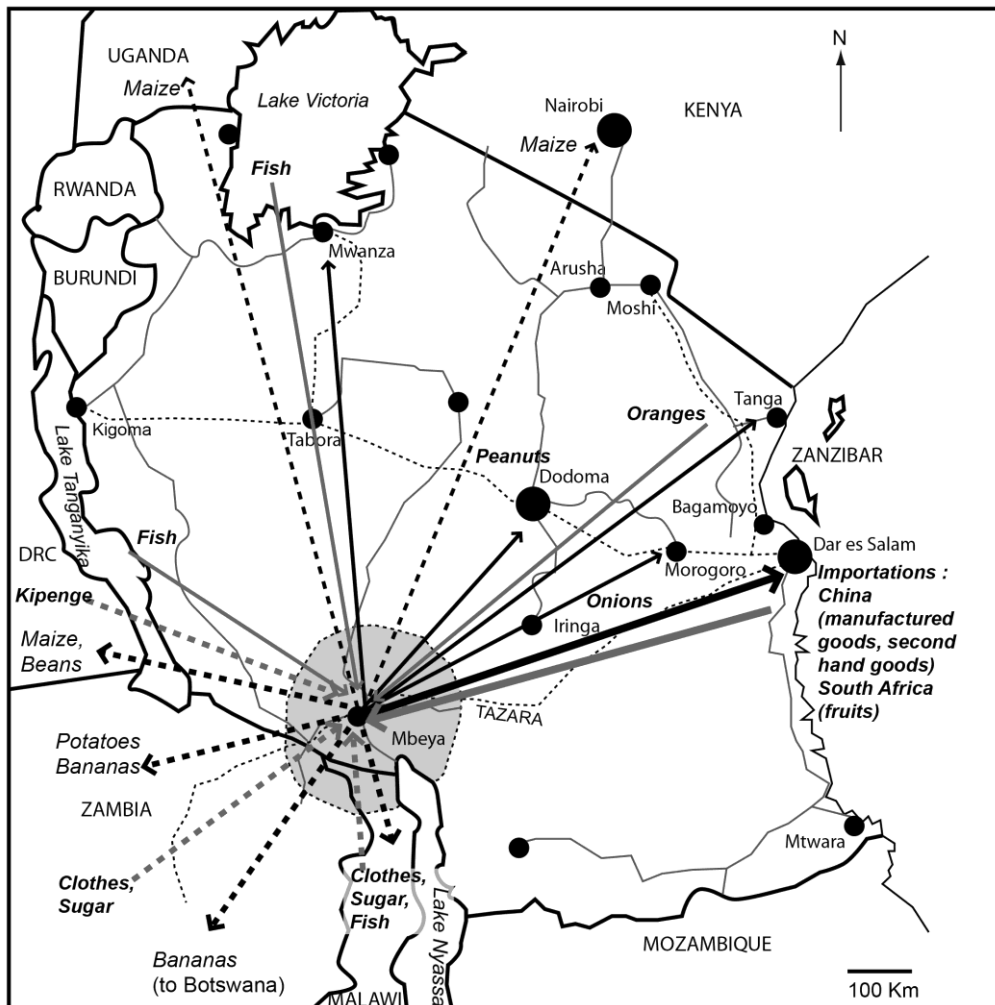 UGANDA
Maize
Lake Victoria
N
Nairobi
KENYA
Maize
Fish
RWANDA
Mwanza
BURUNDI
Arusha
Moshi
Kigoma
Tabora
Oranges
Tanga
Peanuts
ZANZIBAR
Dodoma
Lake Tanganyika
Bagamoyo
Fish
DRC
Dar es Salam
Morogoro
Kipenge
Onions
Iringa
Importations :
China
(manufactured
goods, second
hand goods)
South Africa
(fruits)
Maize,
Beans
TAZARA
Mbeya
Potatoes
Bananas
ZAMBIA
Mtwara
Clothes,
Sugar
Clothes,
Sugar,
Fish
Lake Nyassa
Bananas
(to Botswana)
MOZAMBIQUE
MALAWI
100 Km